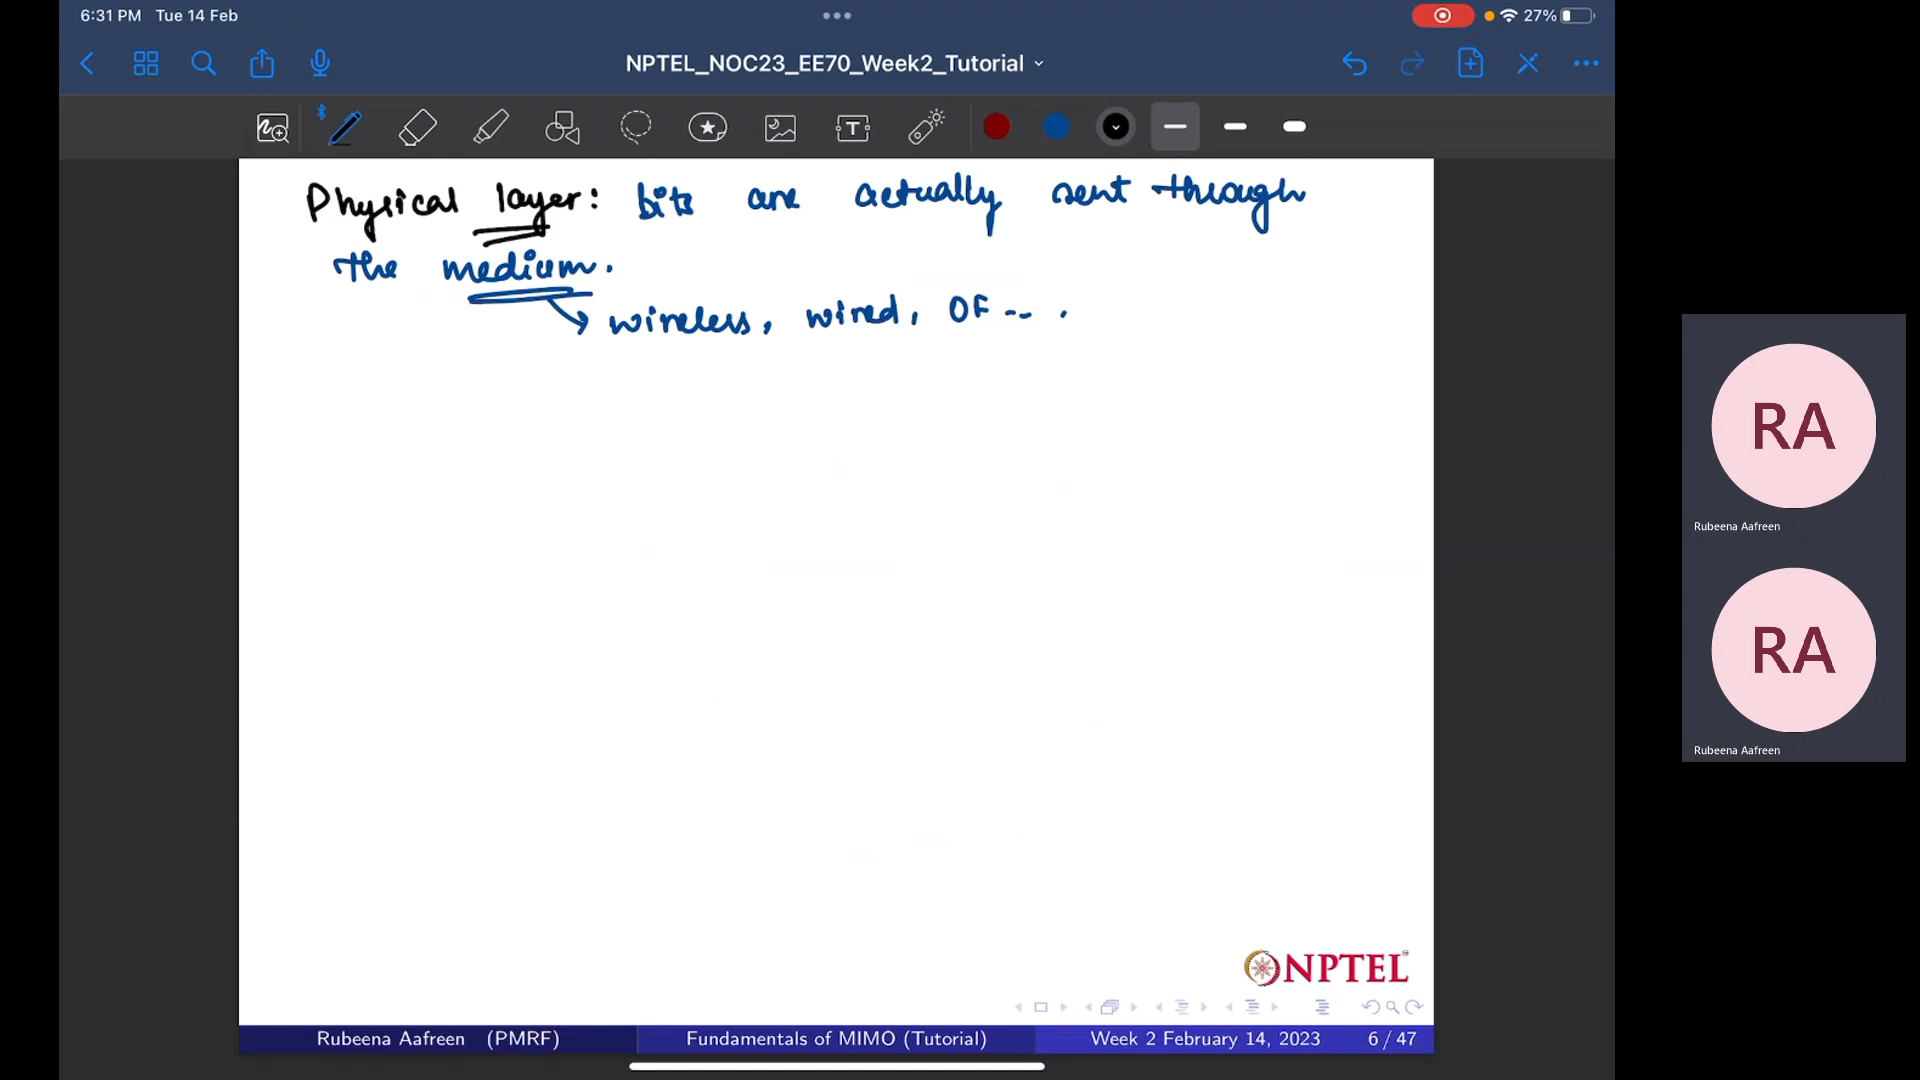 6:31 PM Tue 14 Feb
27%
NPTEL_NOC23_EE70_Week2_Tutorial
T
Physical layer: bits are actually sent through
the medium.
wireless, wired, OF -- .
RA
Rubeena Aafreen
RA
Rubeena Aafreen
NPTEL
Rubeena Aafreen (PMRF) Fundamentals of MIMO (Tutorial) Week 2 February 14, 2023 6 / 47